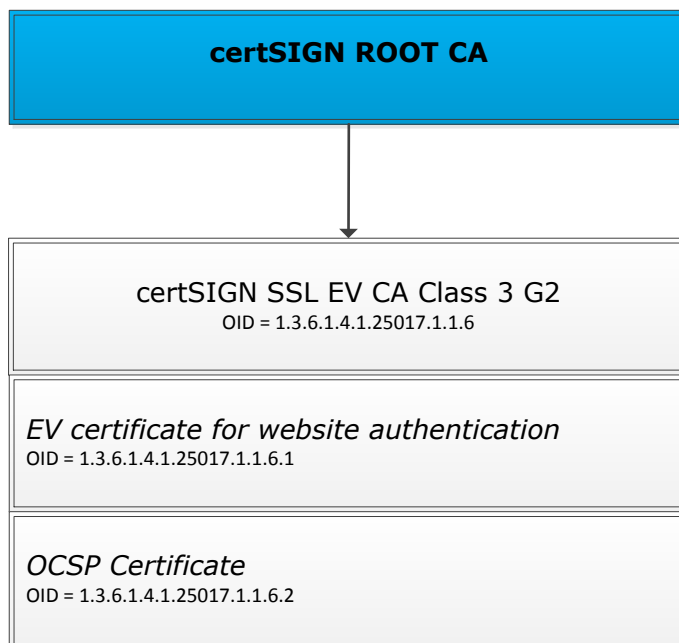 certSIGN ROOT CA
certSIGN SSL EV CA Class 3 G2
OID = 1.3.6.1.4.1.25017.1.1.6
EV certificate for website authentication
OID = 1.3.6.1.4.1.25017.1.1.6.1
OCSP Certificate
OID = 1.3.6.1.4.1.25017.1.1.6.2